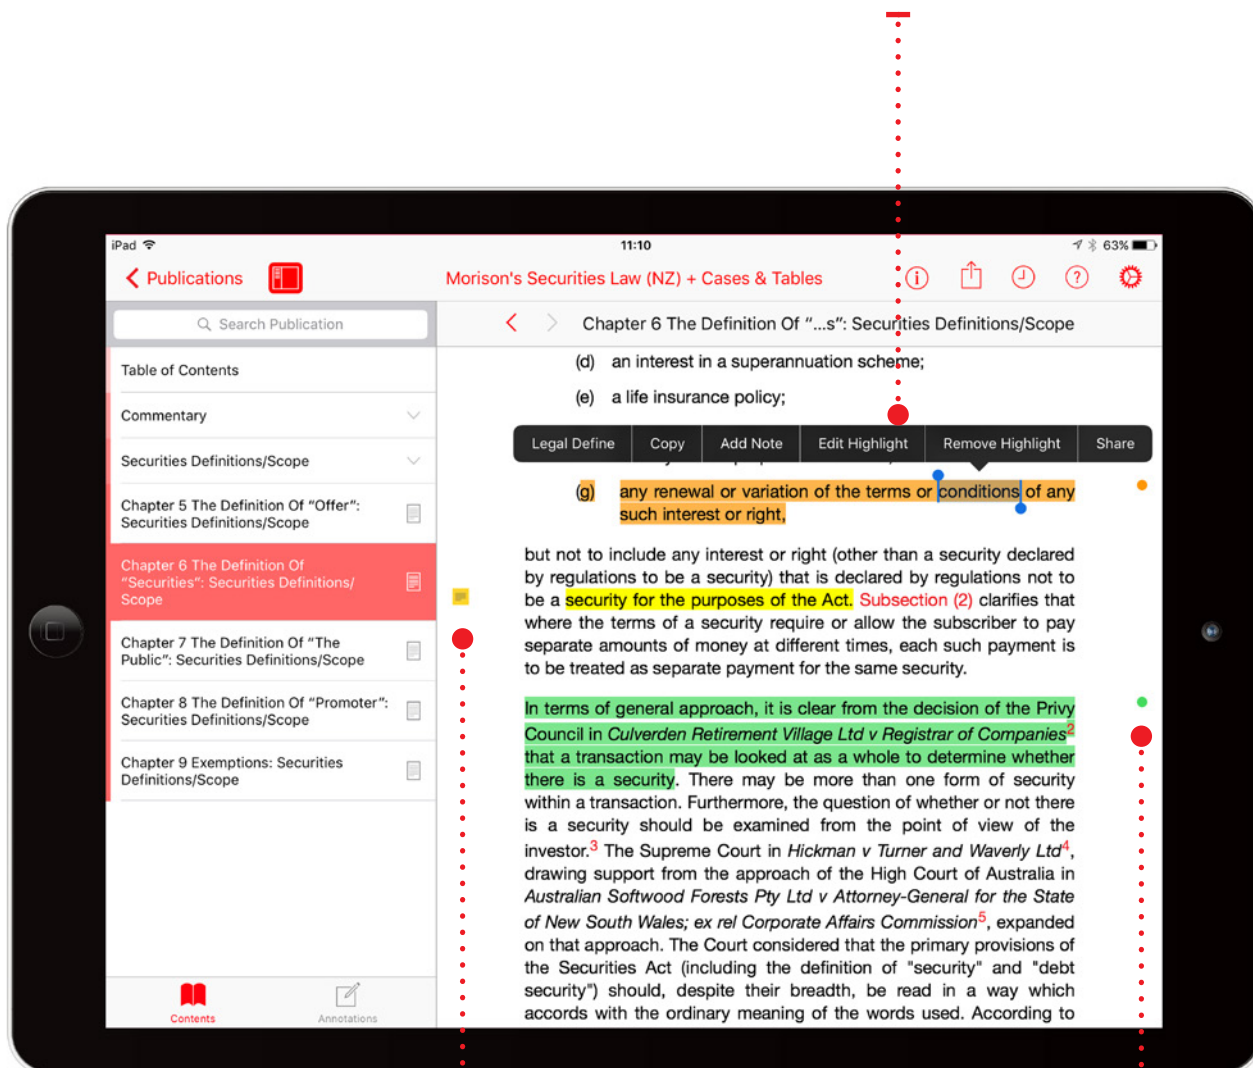 iPad
11:10
63%
Publications
Morison's Securities Law (NZ) + Cases & Tables
Search Publication
Chapter 6 The Definition Of "...s": Securities Definitions/Scope
Table of Contents
Commentary
Securities Definitions/Scope
Chapter 5 The Definition Of “Offer”:
Securities Definitions/Scope
Chapter 6 The Definition Of
“Securities”: Securities Definitions/
Scope
Chapter 7 The Definition Of “The
Public”: Securities Definitions/Scope
Chapter 8 The Definition Of “Promoter”:
Securities Definitions/Scope
Chapter 9 Exemptions: Securities
Definitions/Scope
Contents
Annotations
(d) an interest in a superannuation scheme;
(e) a life insurance policy;
Legal Define Copy Add Note Edit Highlight Remove Highlight Share
(g) any renewal or variation of the terms or conditions of any
such interest or right,
but not to include any interest or right (other than a security declared
by regulations to be a security) that is declared by regulations not to
be a security for the purposes of the Act. Subsection (2) clarifies that
where the terms of a security require or allow the subscriber to pay
separate amounts of money at different times, each such payment is
to be treated as separate payment for the same security.
In terms of general approach, it is clear from the decision of the Privy
Council in Culverden Retirement Village Ltd v Registrar of Companies2
that a transaction may be looked at as a whole to determine whether
there is a security. There may be more than one form of security
within a transaction. Furthermore, the question of whether or not there
is a security should be examined from the point of view of the
investor.3 The Supreme Court in Hickman v Turner and Waverly Ltd4,
drawing support from the approach of the High Court of Australia in
Australian Softwood Forests Pty Ltd v Attorney-General for the State
of New South Wales; ex rel Corporate Affairs Commission5, expanded
on that approach. The Court considered that the primary provisions of
the Securities Act (including the definition of "security" and "debt
security") should, despite their breadth, be read in a way which
accords with the ordinary meaning of the words used. According to